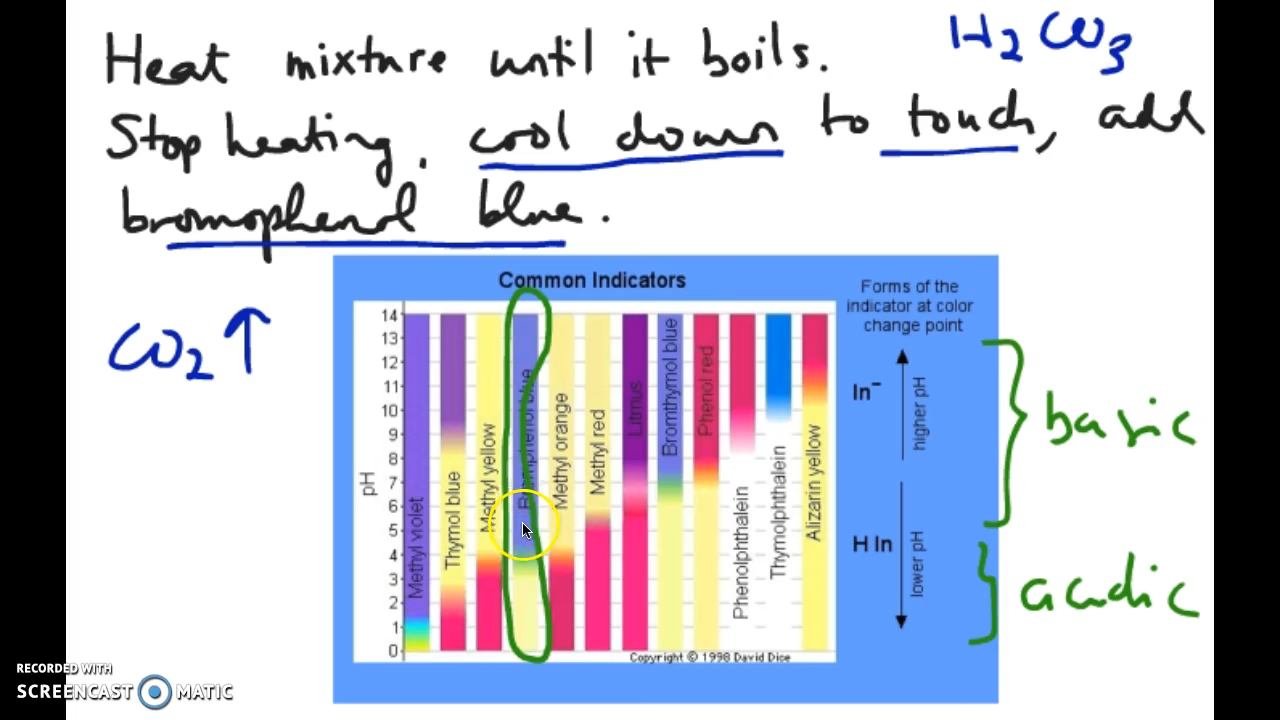 Heat mixture until it boils.
H2CO3
Stop heating, cool down to touch, add
bromophenol blue.
CO2↑
Common Indicators
Forms of the
indicator at color
change point
pH
14
13
12
11
10
9
8
7
6
5
4
3
2
1
0
Methyl violet
Thymol blue
Methyl yellow
Bromphenol blue
Methyl orange
Methyl red
Litmus
Bromthymol blue
Phenol red
Phenolphthalein
Thymolphthalein
Alizarin yellow
In⁻
higher pH
H In
lower pH
basic
acidic
Copyright © 1998 David Dice
RECORDED WITH
SCREENCAST MATIC